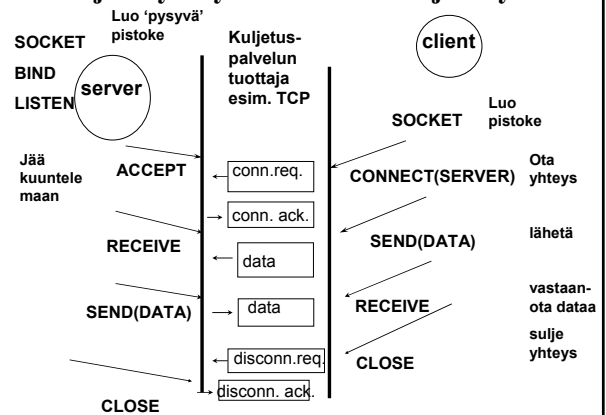 Luo ‘pysyvä’
pistoke
SOCKET
BIND
LISTEN
server
Kuljetus-
palvelun
tuottaja
esim. TCP
client
SOCKET
Luo
pistoke
Jää
kuuntele
maan
ACCEPT
conn.req.
CONNECT(SERVER)
Ota
yhteys
conn. ack.
RECEIVE
data
SEND(DATA)
lähetä
SEND(DATA)
data
RECEIVE
vastaan-
ota dataa
disconn.req.
CLOSE
sulje
yhteys
disconn. ack.
CLOSE